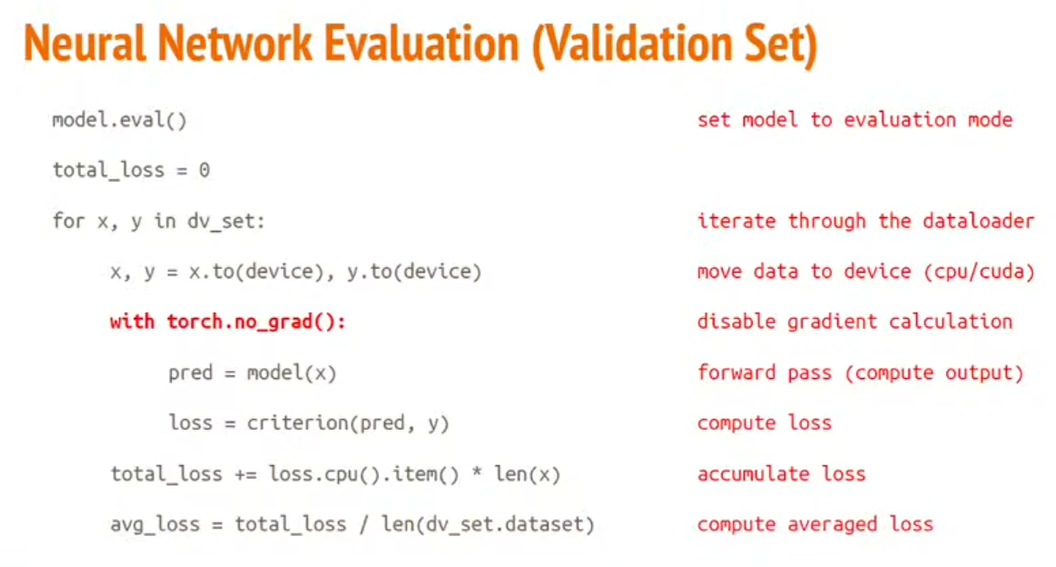 Neural Network Evaluation (Validation Set)
model.eval() set model to evaluation mode
total_loss = 0
for x, y in dv_set: iterate through the dataloader
x, y = x.to(device), y.to(device) move data to device (cpu/cuda)
with torch.no_grad(): disable gradient calculation
pred = model(x) forward pass (compute output)
loss = criterion(pred, y) compute loss
total_loss += loss.cpu().item() * len(x) accumulate loss
avg_loss = total_loss / len(dv_set.dataset) compute averaged loss